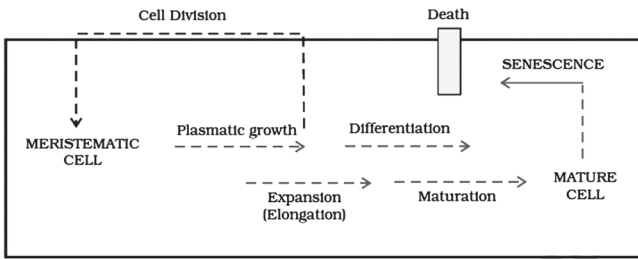 Cell Division
Death
SENESCENCE
Plasmatic growth
Differentiation
MERISTEMATIC
CELL
Expansion
(Elongation)
Maturation
MATURE
CELL